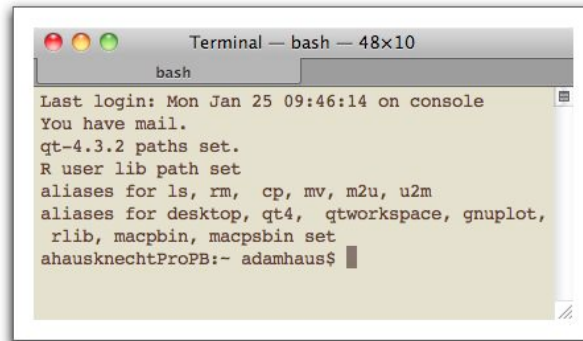 Terminal — bash — 48×10
bash
Last login: Mon Jan 25 09:46:14 on console
You have mail.
qt-4.3.2 paths set.
R user lib path set
aliases for ls, rm,  cp, mv, m2u, u2m
aliases for desktop, qt4,  qtworkspace, gnuplot,
 rlib, macpbin, macpsbin set
ahausknechtProPB:~ adamhaus$